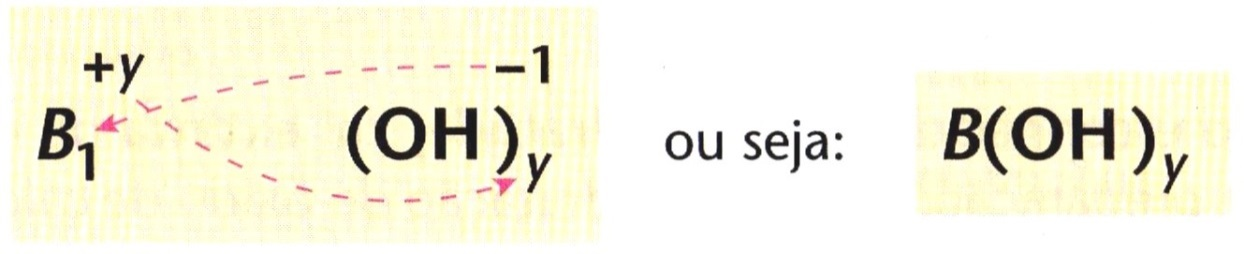 B₁⁺ʸ (OH)ᵧ⁻¹ ou seja: B(OH)ᵧ